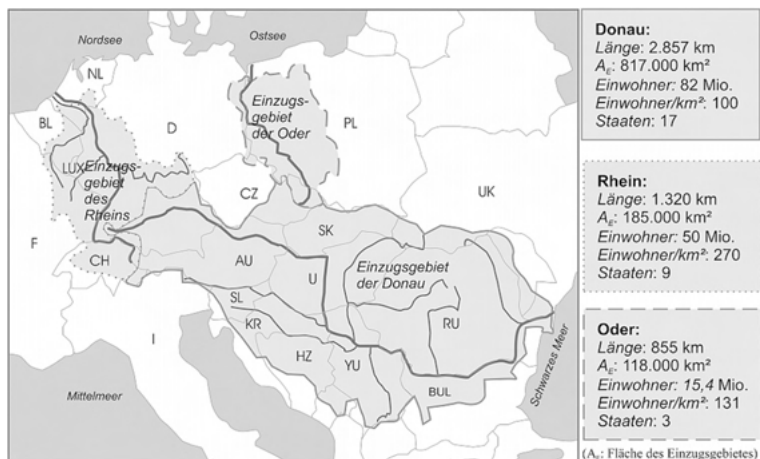 Nordsee
Ostsee
NL
BL
D
PL
Einzugs-
gebiet
der Oder
LUX
Einzugs-
gebiet
des
Rheins
CZ
UK
F
SK
CH
AU
U
Einzugsgebiet
der Donau
SL
KR
RU
I
HZ
YU
BUL
Mittelmeer
Schwarzes Meer
Donau:
Länge: 2.857 km
Aᴇ: 817.000 km²
Einwohner: 82 Mio.
Einwohner/km²: 100
Staaten: 17
Rhein:
Länge: 1.320 km
Aᴇ: 185.000 km²
Einwohner: 50 Mio.
Einwohner/km²: 270
Staaten: 9
Oder:
Länge: 855 km
Aᴇ: 118.000 km²
Einwohner: 15,4 Mio.
Einwohner/km²: 131
Staaten: 3
(Aᴇ: Fläche des Einzugsgebietes)